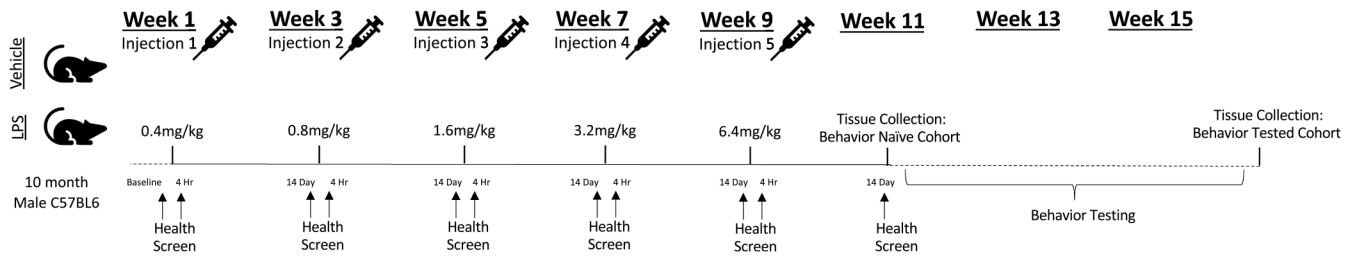 Week 1
Week 3
Week 5
Week 7
Week 9
Week 11
Week 13
Week 15
Injection 1
Injection 2
Injection 3
Injection 4
Injection 5
Vehicle
LPS
0.4mg/kg
0.8mg/kg
1.6mg/kg
3.2mg/kg
6.4mg/kg
Tissue Collection:
Behavior Naïve Cohort
Tissue Collection:
Behavior Tested Cohort
10 month
Male C57BL6
Baseline
4 Hr
14 Day
4 Hr
14 Day
4 Hr
14 Day
4 Hr
14 Day
4 Hr
14 Day
Health
Screen
Health
Screen
Health
Screen
Health
Screen
Health
Screen
Health
Screen
Behavior Testing